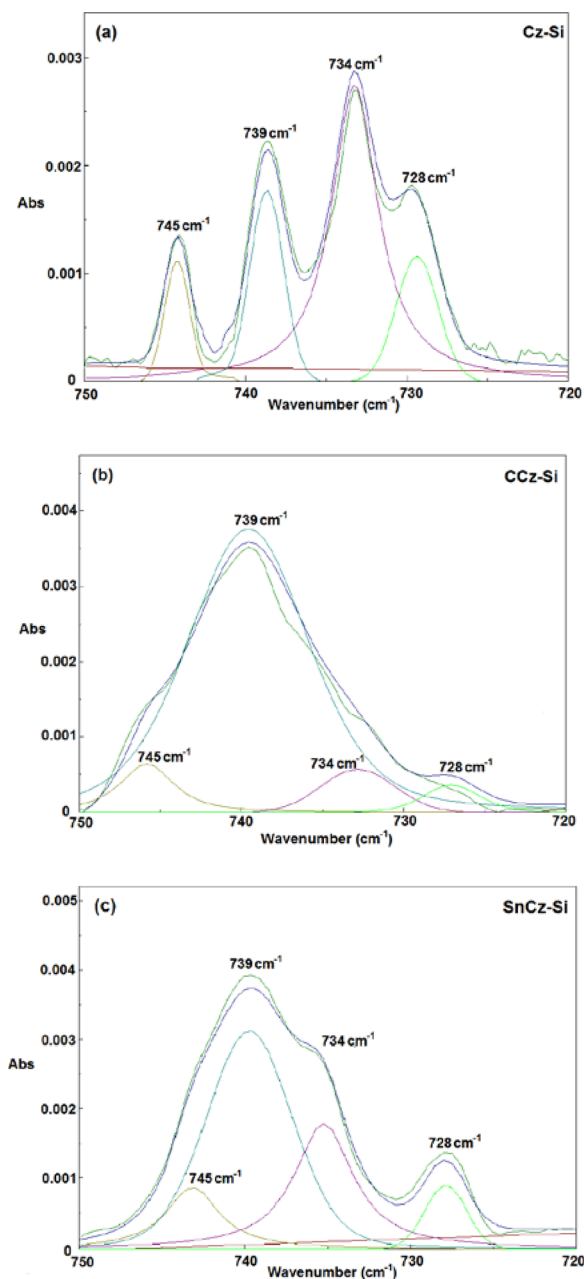 (a) Cz-Si
0.003
734 cm-1
739 cm-1
0.002
728 cm-1
Abs
745 cm-1
0.001
0
750 740 730 720
Wavenumber (cm-1)
(b) CCz-Si
0.004
739 cm-1
0.003
Abs
0.002
0.001
745 cm-1
734 cm-1
728 cm-1
0
750 740 730 720
Wavenumber (cm-1)
(c) SnCz-Si
0.005
739 cm-1
0.004
734 cm-1
0.003
Abs
0.002
728 cm-1
745 cm-1
0.001
0
750 740 730 720
Wavenumber (cm-1)